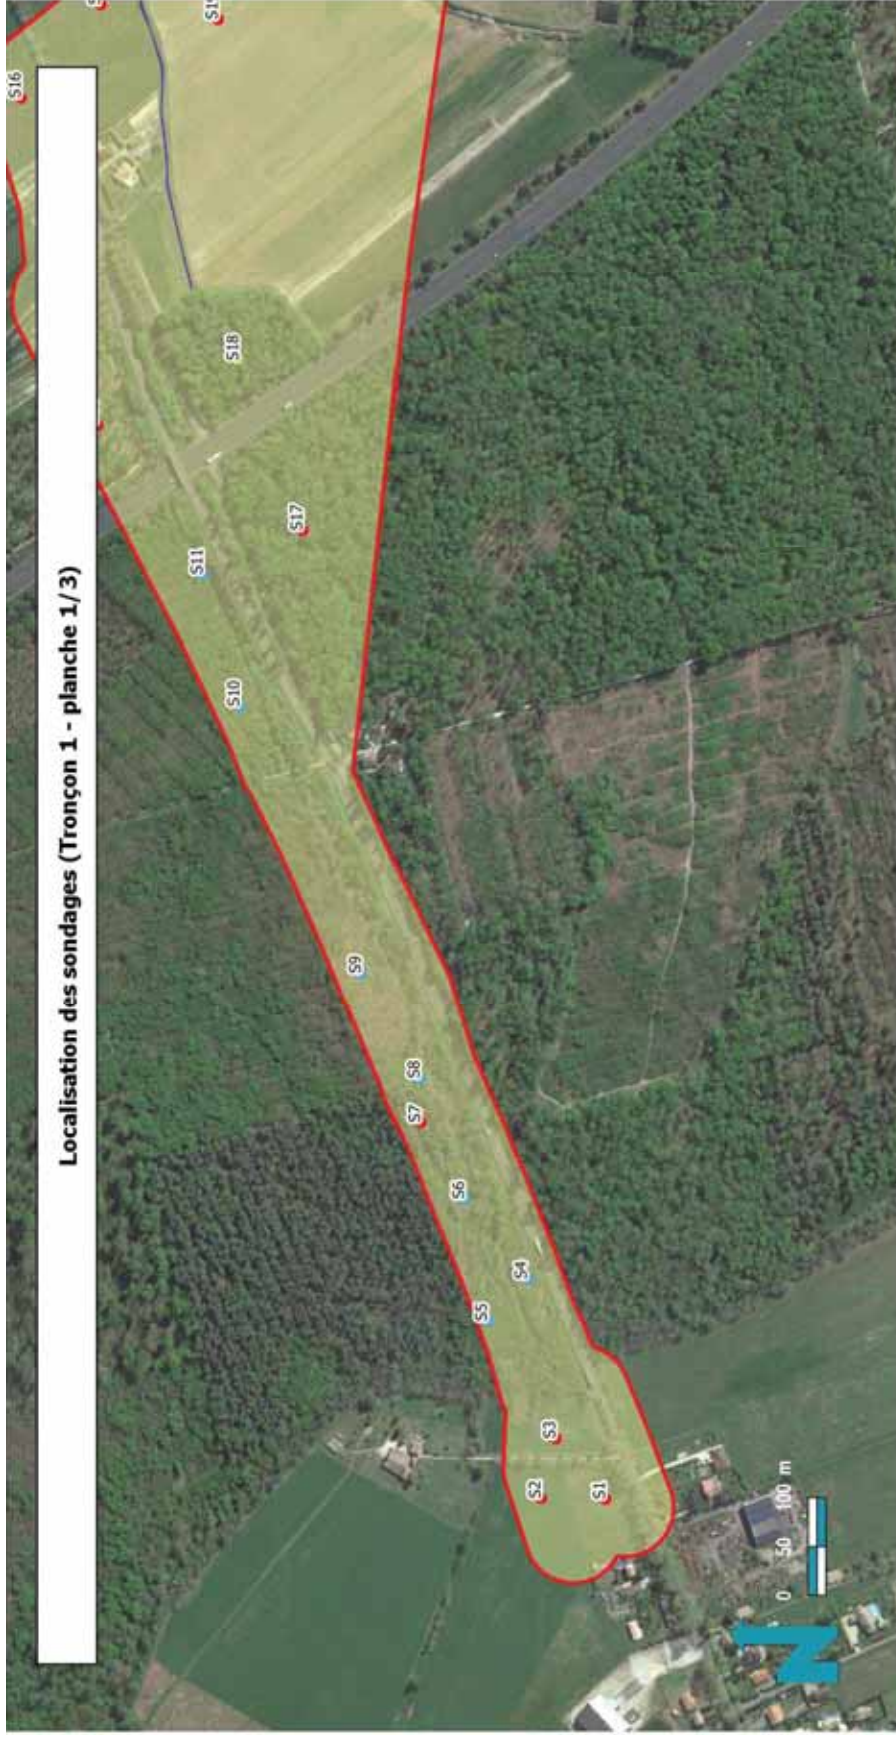 Localisation des sondages (Tronçon 1 - planche 1/3)
S16
S18
S17
S11
S10
S9
S8
S7
S6
S4
S5
S3
S2
S1
0 50 100 m
N